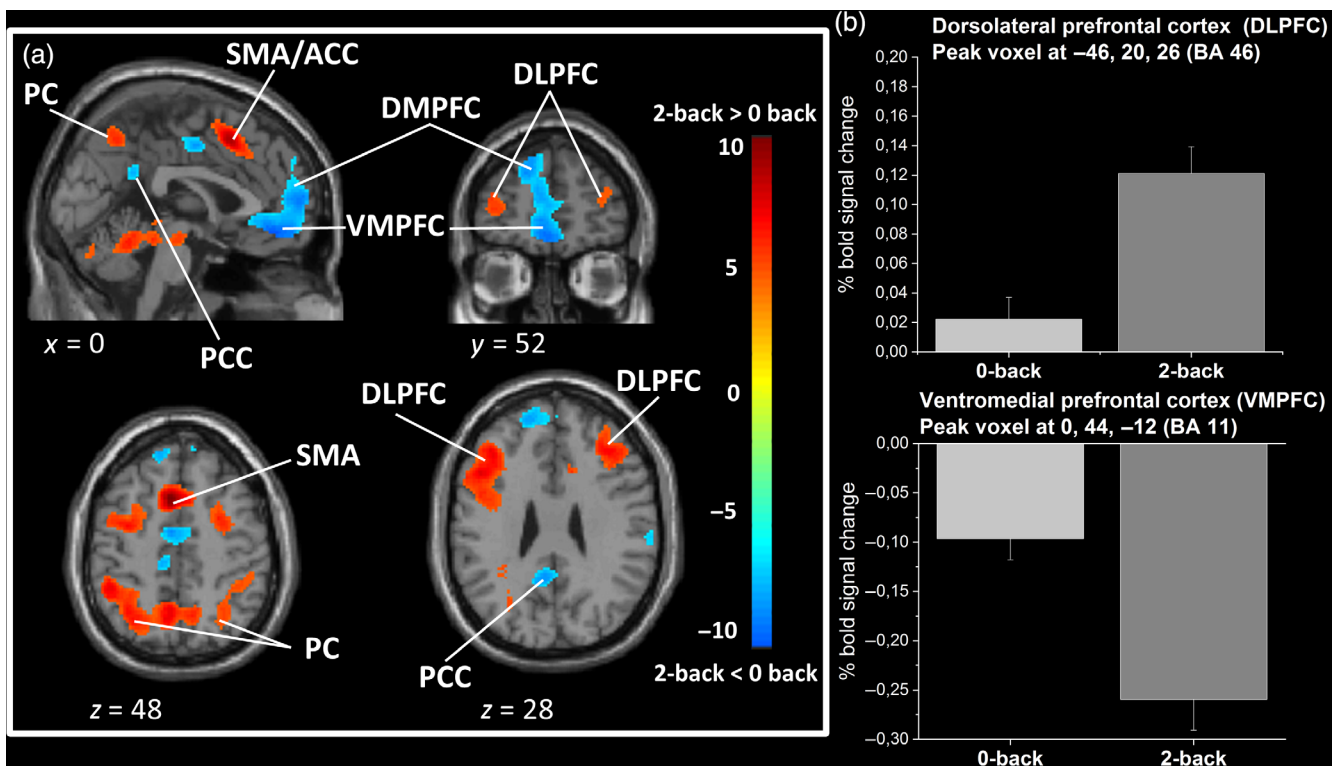 (a)
SMA/ACC
PC
DMPFC
DLPFC
VMPFC
PCC
x = 0
y = 52
2-back > 0 back
10
5
0
−5
−10
2-back < 0 back
DLPFC
DLPFC
SMA
PC
PCC
z = 48
z = 28
(b)
Dorsolateral prefrontal cortex (DLPFC)
Peak voxel at −46, 20, 26 (BA 46)
% bold signal change
0,20
0,18
0,16
0,14
0,12
0,10
0,08
0,06
0,04
0,02
0,00
0-back
2-back
Ventromedial prefrontal cortex (VMPFC)
Peak voxel at 0, 44, −12 (BA 11)
% bold signal change
0,00
−0,05
−0,10
−0,15
−0,20
−0,25
−0,30
0-back
2-back